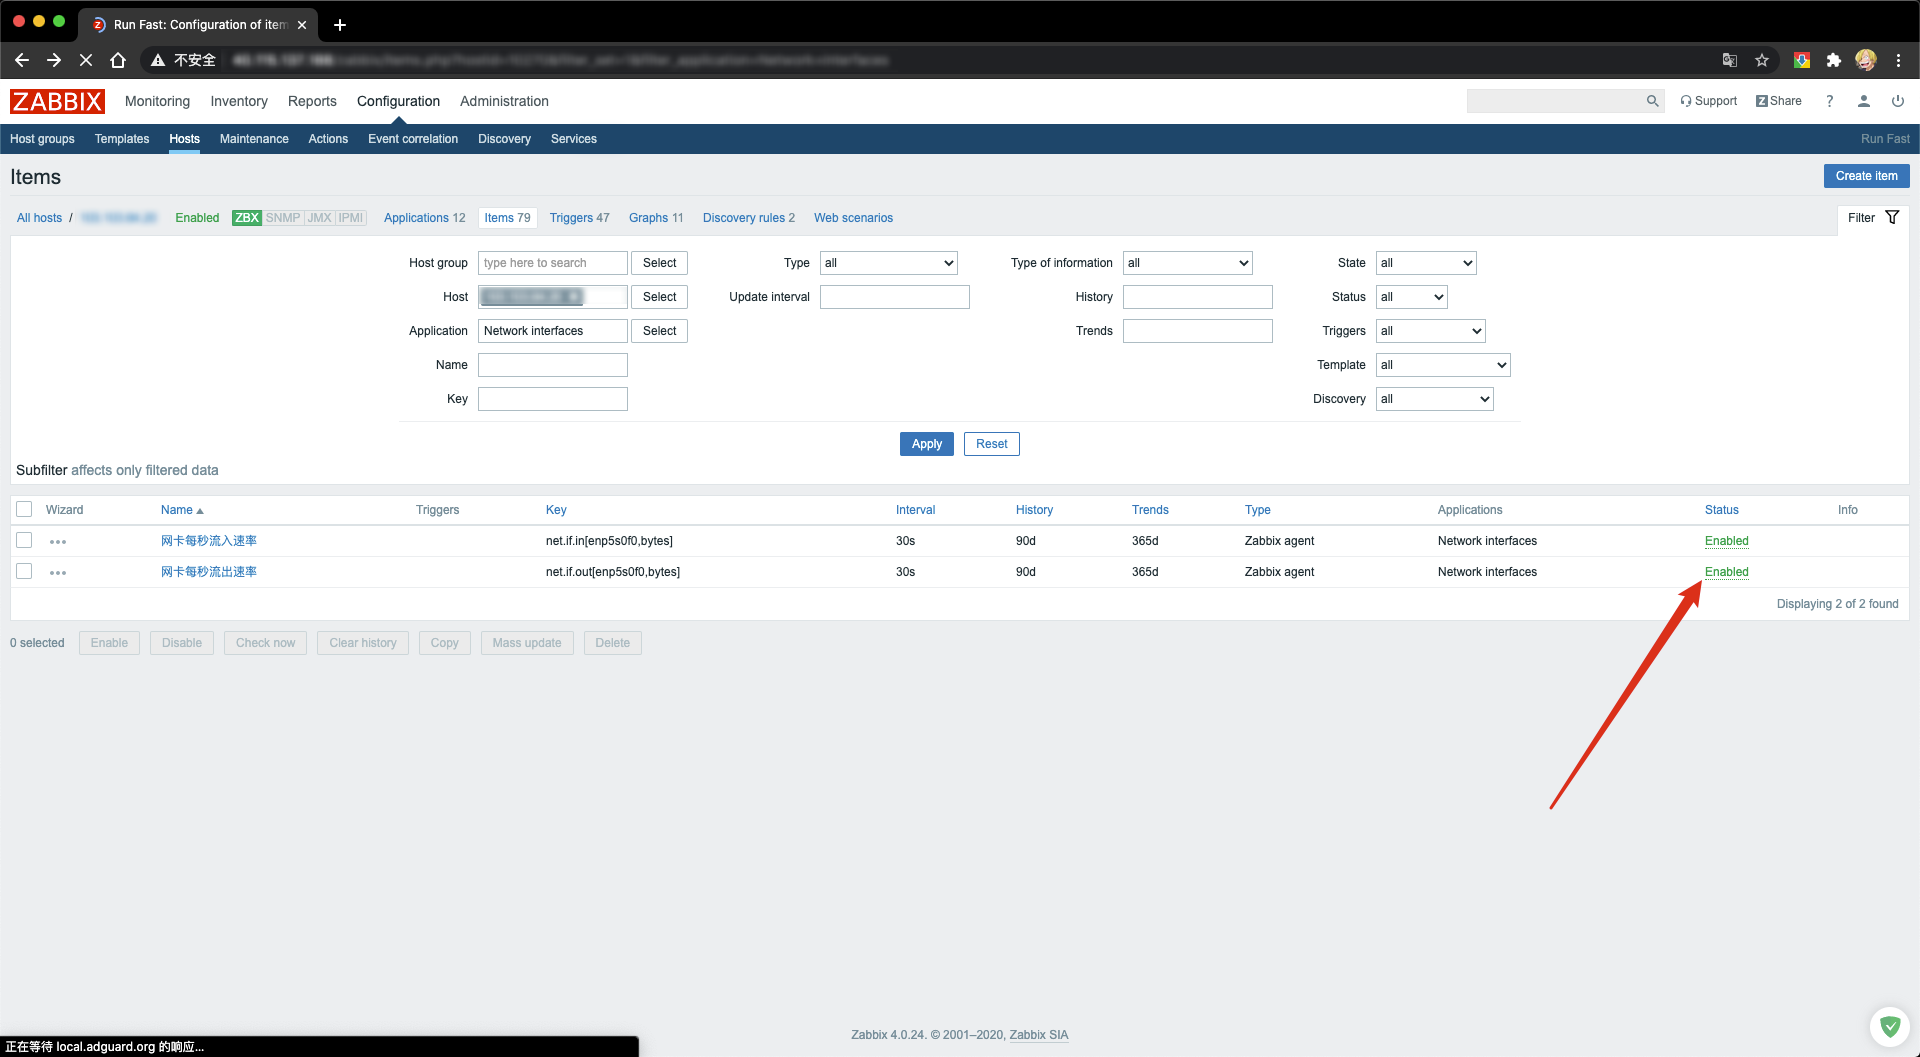 Run Fast: Configuration of item
不安全
ZABBIX Monitoring Inventory Reports Configuration Administration Support Z Share ?
Host groups Templates Hosts Maintenance Actions Event correlation Discovery Services Run Fast
Items Create item
All hosts / Enabled ZBX SNMP JMX IPMI Applications 12 Items 79 Triggers 47 Graphs 11 Discovery rules 2 Web scenarios Filter
Host group type here to search Select Type all Type of information all State all
Host Select Update interval History Status all
Application Network interfaces Select Trends Triggers all
Name Template all
Key Discovery all
Apply Reset
Subfilter affects only filtered data
Wizard Name Triggers Key Interval History Trends Type Applications Status Info
网卡每秒流入速率 net.if.in[enp5s0f0,bytes] 30s 90d 365d Zabbix agent Network interfaces Enabled
网卡每秒流出速率 net.if.out[enp5s0f0,bytes] 30s 90d 365d Zabbix agent Network interfaces Enabled
Displaying 2 of 2 found
0 selected Enable Disable Check now Clear history Copy Mass update Delete
Zabbix 4.0.24. © 2001–2020, Zabbix SIA
正在等待 local.adguard.org 的响应...